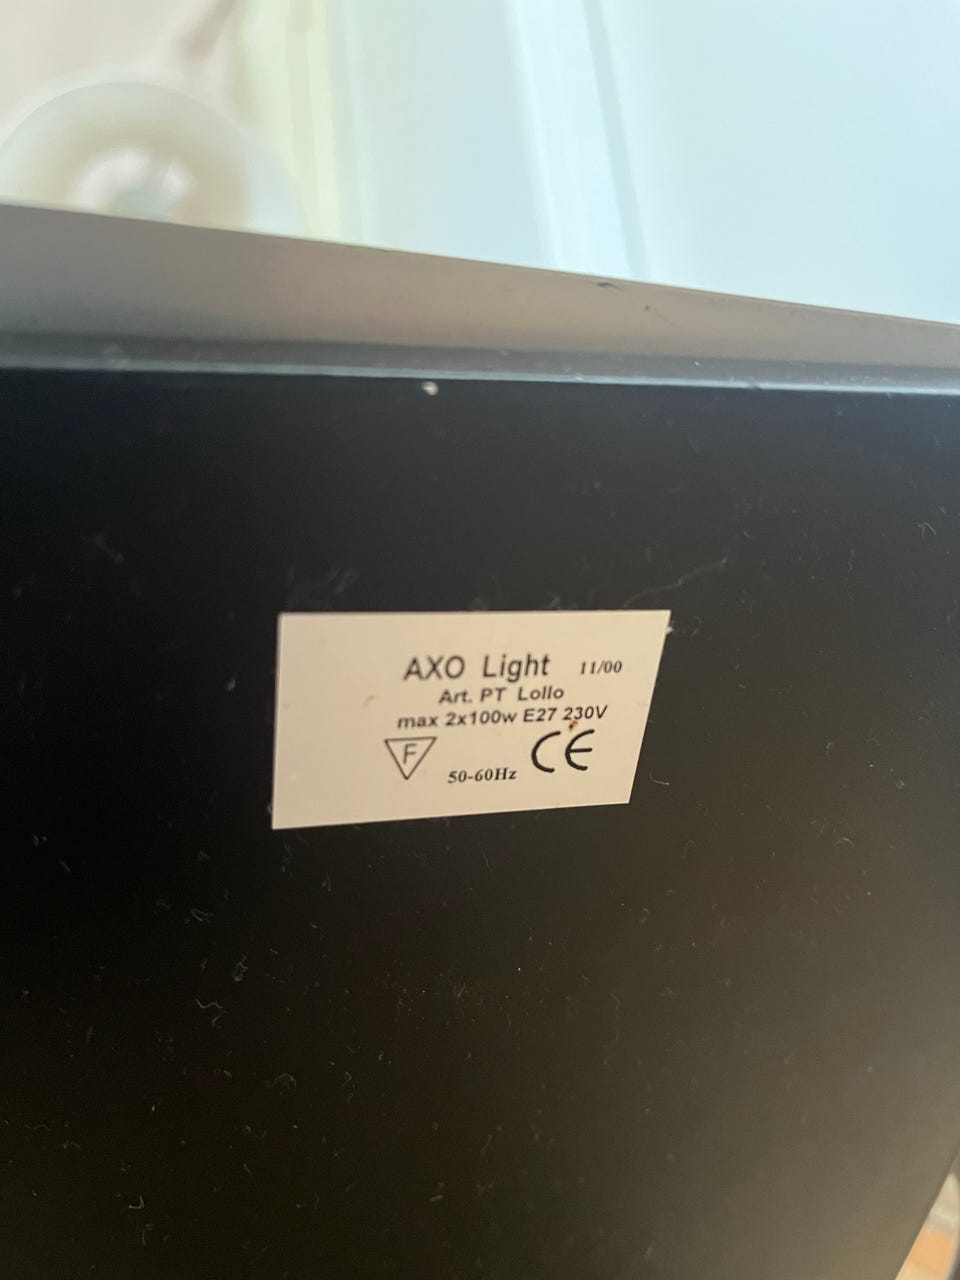 AXO Light 11/00
Art. PT Lollo
max 2x100w E27 230V
F CE
50-60Hz